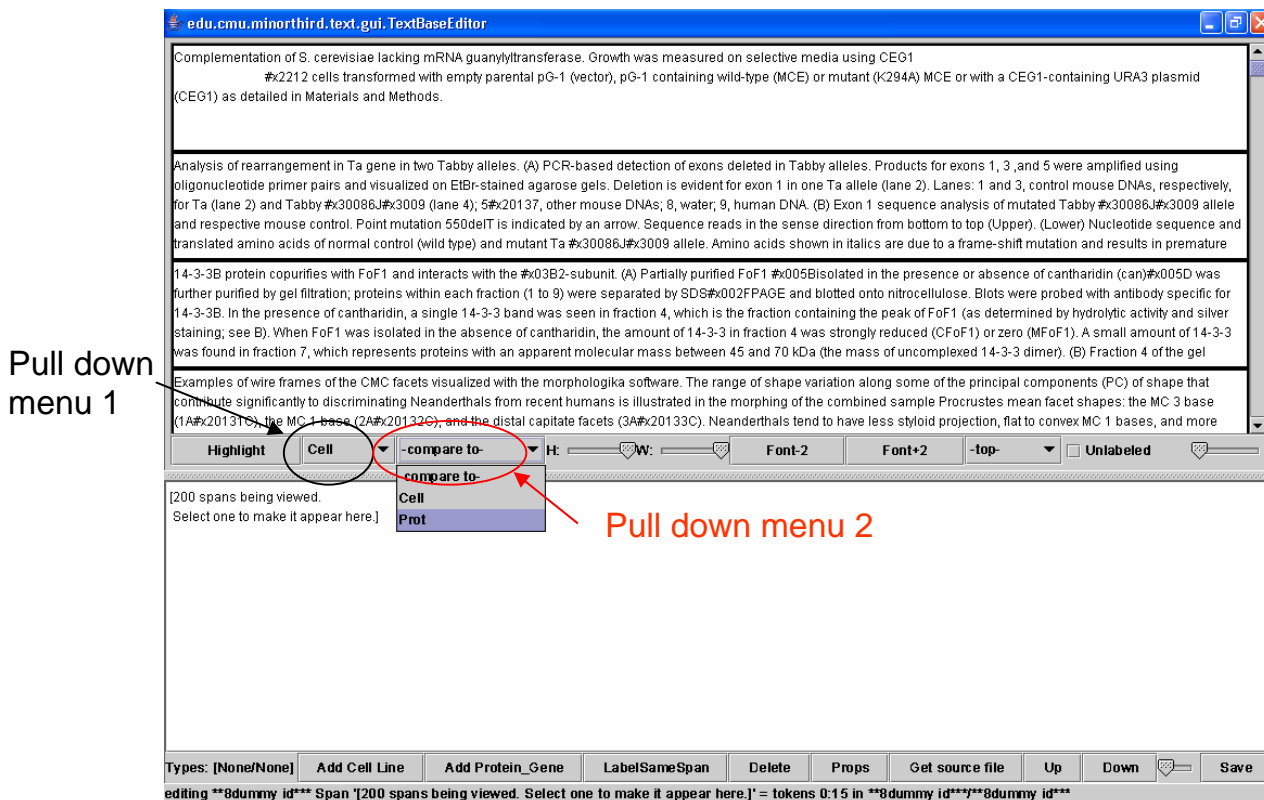 edu.cmu.minorthird.text.gui.TextBaseEditor
Complementation of S. cerevisiae lacking mRNA guanylyltransferase. Growth was measured on selective media using CEG1
#x2212 cells transformed with empty parental pG-1 (vector), pG-1 containing wild-type (MCE) or mutant (K294A) MCE or with a CEG1-containing URA3 plasmid
(CEG1) as detailed in Materials and Methods.
Analysis of rearrangement in Ta gene in two Tabby alleles. (A) PCR-based detection of exons deleted in Tabby alleles. Products for exons 1, 3 ,and 5 were amplified using
oligonucleotide primer pairs and visualized on EtBr-stained agarose gels. Deletion is evident for exon 1 in one Ta allele (lane 2). Lanes: 1 and 3, control mouse DNAs, respectively,
for Ta (lane 2) and Tabby #x30086J#x3009 (lane 4); 5#x20137, other mouse DNAs; 8, water; 9, human DNA. (B) Exon 1 sequence analysis of mutated Tabby #x30086J#x3009 allele
and respective mouse control. Point mutation 550delT is indicated by an arrow. Sequence reads in the sense direction from bottom to top (Upper). (Lower) Nucleotide sequence and
translated amino acids of normal control (wild type) and mutant Ta #x30086J#x3009 allele. Amino acids shown in italics are due to a frame-shift mutation and results in premature
14-3-3B protein copurifies with FoF1 and interacts with the #x03B2-subunit. (A) Partially purified FoF1 #x005Bisolated in the presence or absence of cantharidin (can)#x005D was
further purified by gel filtration; proteins within each fraction (1 to 9) were separated by SDS#x002FPAGE and blotted onto nitrocellulose. Blots were probed with antibody specific for
14-3-3B. In the presence of cantharidin, a single 14-3-3 band was seen in fraction 4, which is the fraction containing the peak of FoF1 (as determined by hydrolytic activity and silver
staining; see B). When FoF1 was isolated in the absence of cantharidin, the amount of 14-3-3 in fraction 4 was strongly reduced (CFoF1) or zero (MFoF1). A small amount of 14-3-3
was found in fraction 7, which represents proteins with an apparent molecular mass between 45 and 70 kDa (the mass of uncomplexed 14-3-3 dimer). (B) Fraction 4 of the gel
Examples of wire frames of the CMC facets visualized with the morphologika software. The range of shape variation along some of the principal components (PC) of shape that
contribute significantly to discriminating Neanderthals from recent humans is illustrated in the morphing of the combined sample Procrustes mean facet shapes: the MC 3 base
(1A#x20131C), the MC 1 base (2A#x20132C), and the distal capitate facets (3A#x20133C). Neanderthals tend to have less styloid projection, flat to convex MC 1 bases, and more
Pull down
menu 1
Highlight Cell -compare to- H: W: Font-2 Font+2 -top- Unlabeled
-compare to-
Cell
Prot
[200 spans being viewed.
Select one to make it appear here.]
Pull down menu 2
Types: [None/None] Add Cell Line Add Protein_Gene LabelSameSpan Delete Props Get source file Up Down Save
editing **8dummy id*** Span '[200 spans being viewed. Select one to make it appear here.]' = tokens 0:15 in **8dummy id***/**8dummy id***